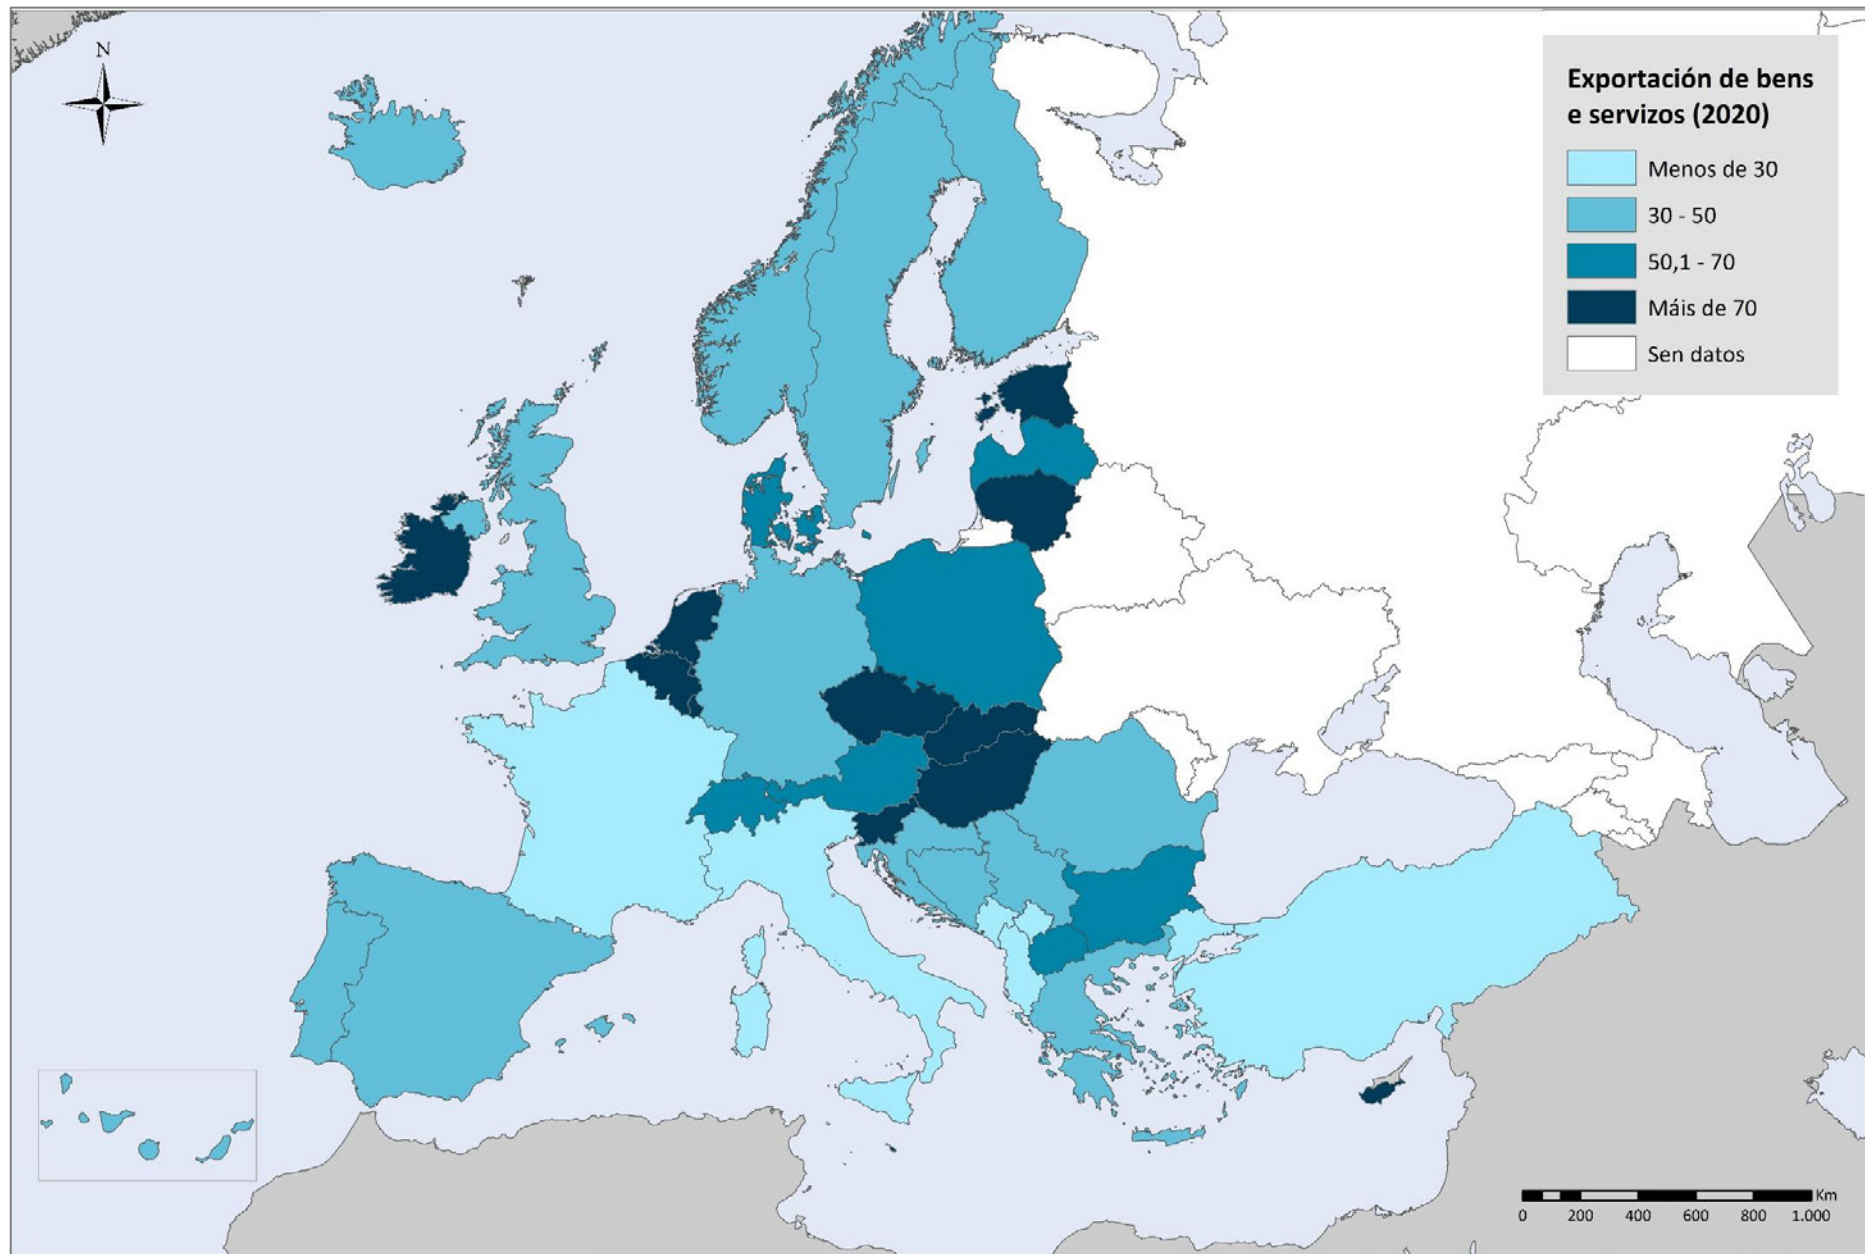 N
Exportación de bens
e servizos (2020)
Menos de 30
30 - 50
50,1 - 70
Máis de 70
Sen datos
Km
0 200 400 600 800 1.000